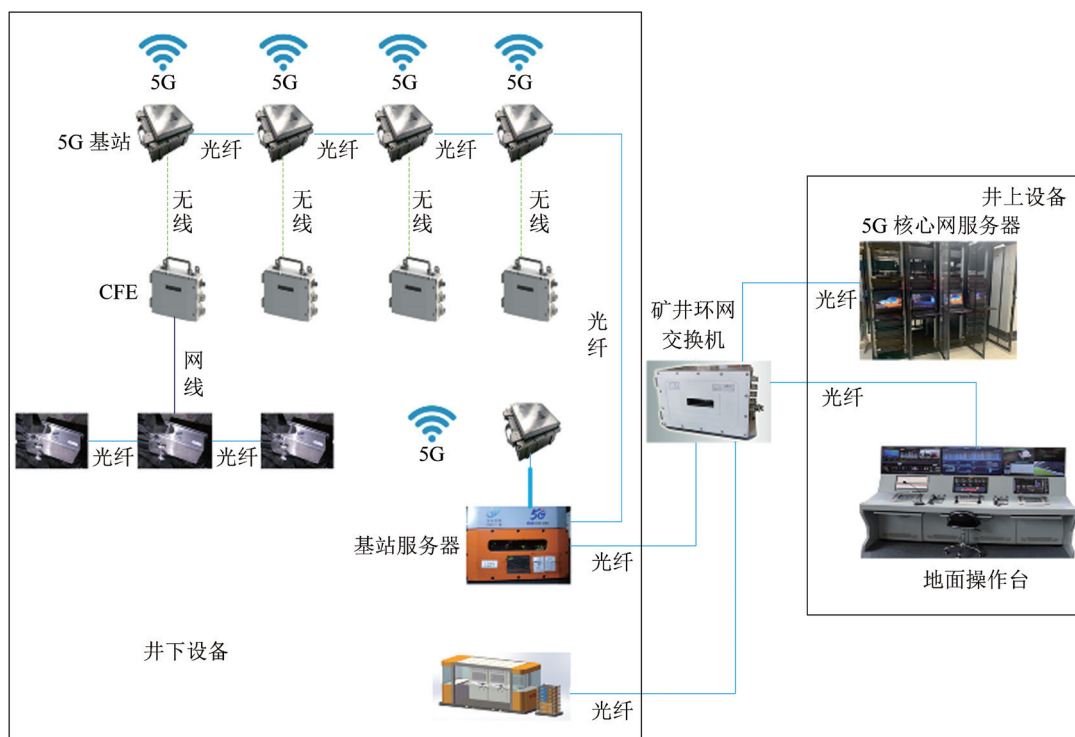 5G
5G
5G
5G
5G 基站
光纤
光纤
光纤
无线
无线
无线
无线
CFE
网线
光纤
光纤
光纤
5G
5G
基站服务器
光纤
光纤
井下设备
矿井环网
交换机
光纤
光纤
井上设备
5G 核心网服务器
地面操作台